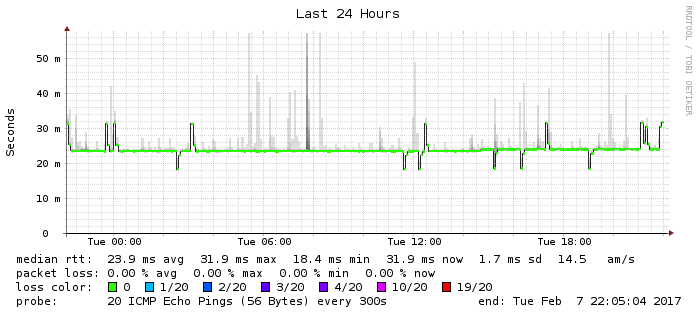 Last 24 Hours
RRDTOOL / TOBI OETIKER
Seconds
50 m
40 m
30 m
20 m
10 m
0
Tue 00:00 Tue 06:00 Tue 12:00 Tue 18:00
median rtt: 23.9 ms avg 31.9 ms max 18.4 ms min 31.9 ms now 1.7 ms sd 14.5 am/s
packet loss: 0.00 % avg 0.00 % max 0.00 % min 0.00 % now
loss color: 0 1/20 2/20 3/20 4/20 10/20 19/20
probe: 20 ICMP Echo Pings (56 Bytes) every 300s end: Tue Feb 7 22:05:04 2017